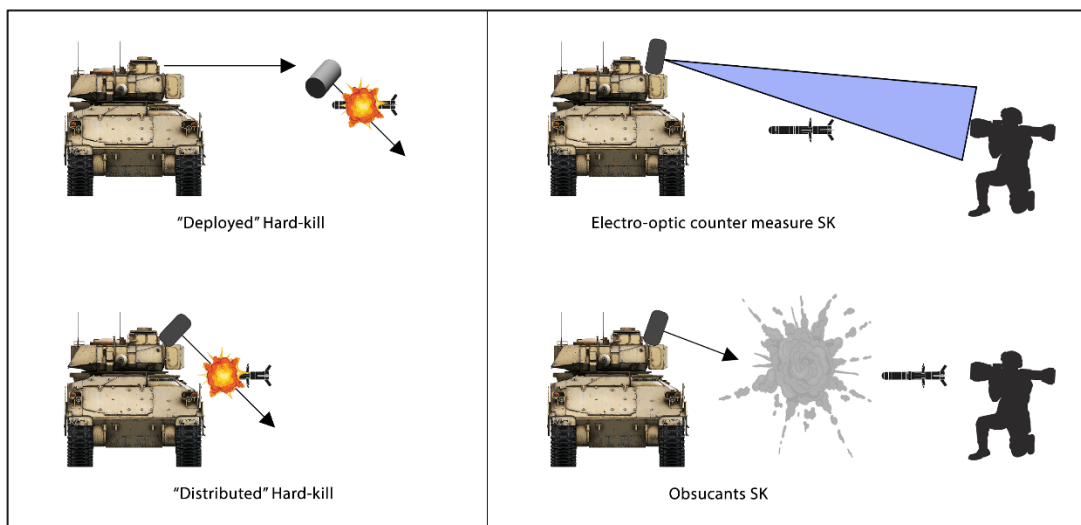 "Deployed" Hard-kill
Electro-optic counter measure SK
"Distributed" Hard-kill
Obsucants SK